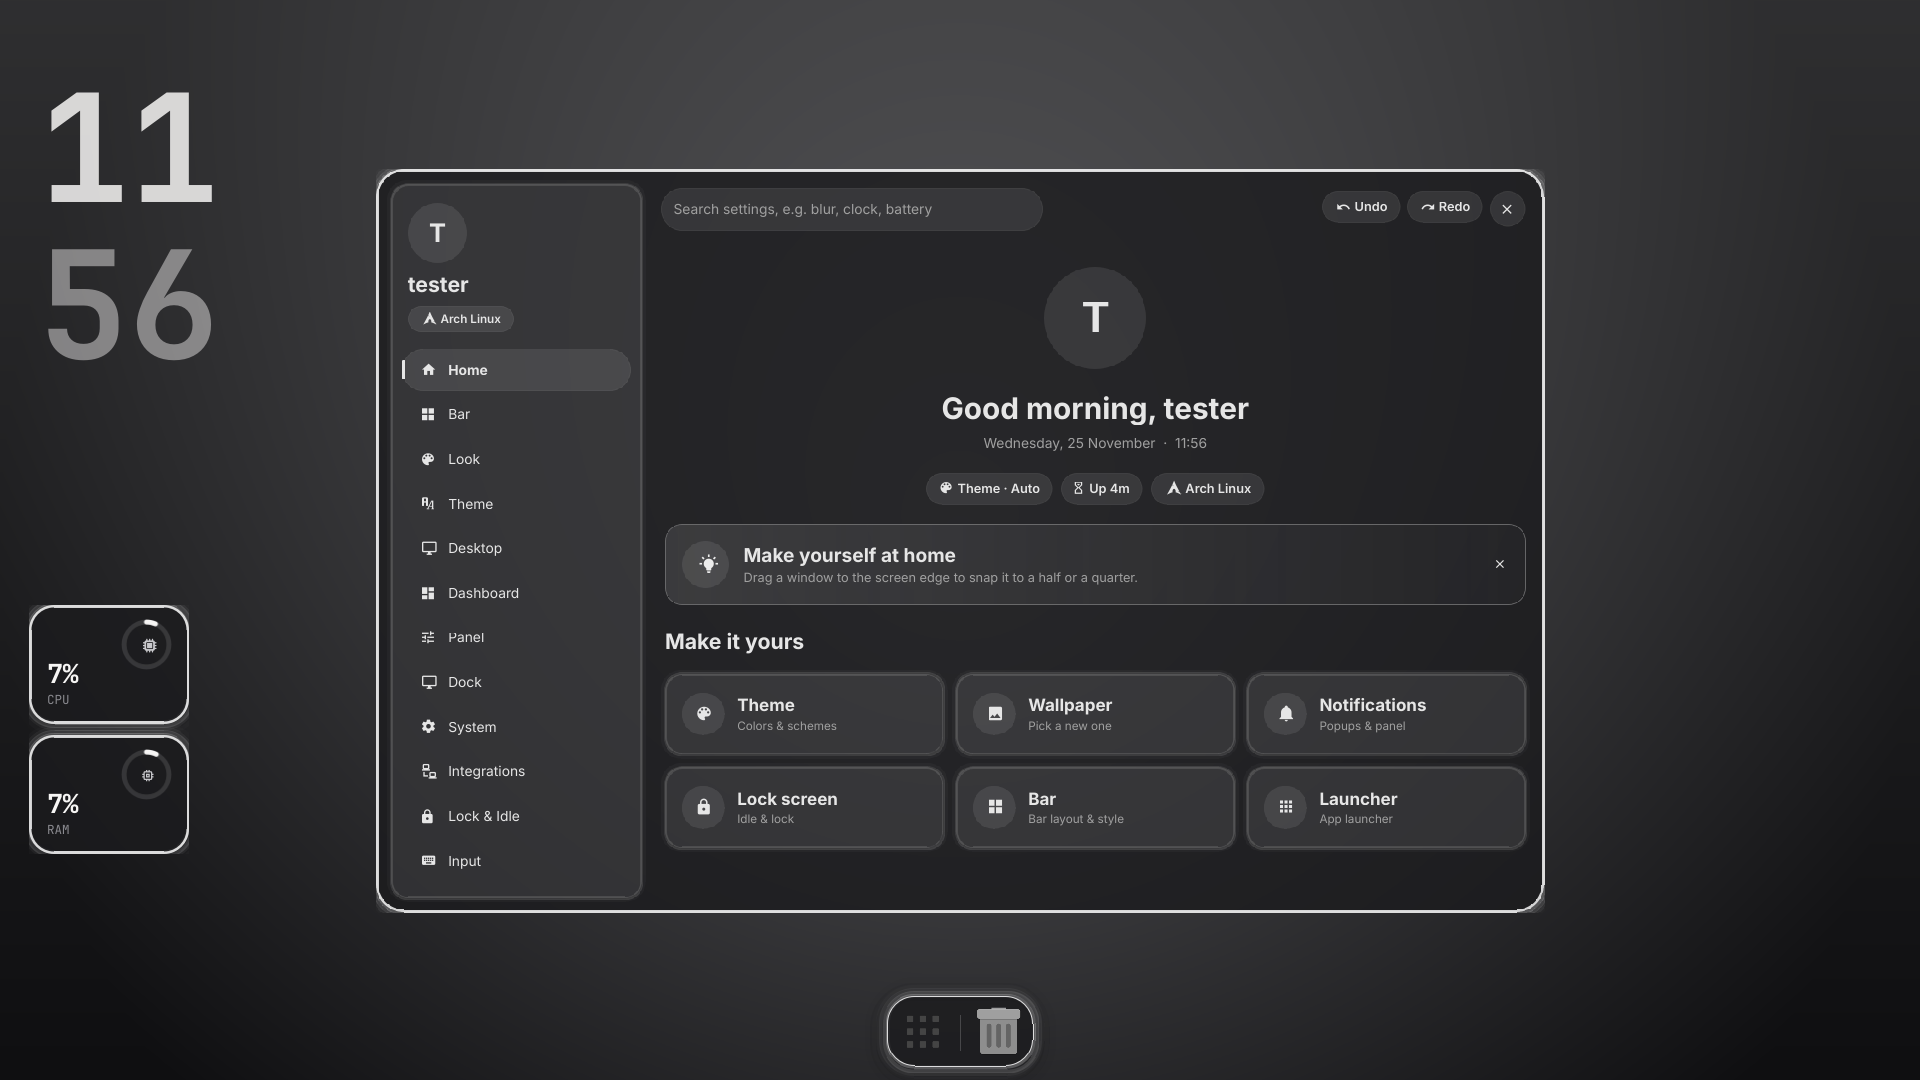 11
56
7%
CPU
7%
RAM
T
tester
Arch Linux
Home
Bar
Look
Theme
Desktop
Dashboard
Panel
Dock
System
Integrations
Lock & Idle
Input
Search settings, e.g. blur, clock, battery
Undo
Redo
T
Good morning, tester
Wednesday, 25 November · 11:56
Theme · Auto
Up 4m
Arch Linux
Make yourself at home
Drag a window to the screen edge to snap it to a half or a quarter.
Make it yours
Theme
Colors & schemes
Wallpaper
Pick a new one
Notifications
Popups & panel
Lock screen
Idle & lock
Bar
Bar layout & style
Launcher
App launcher